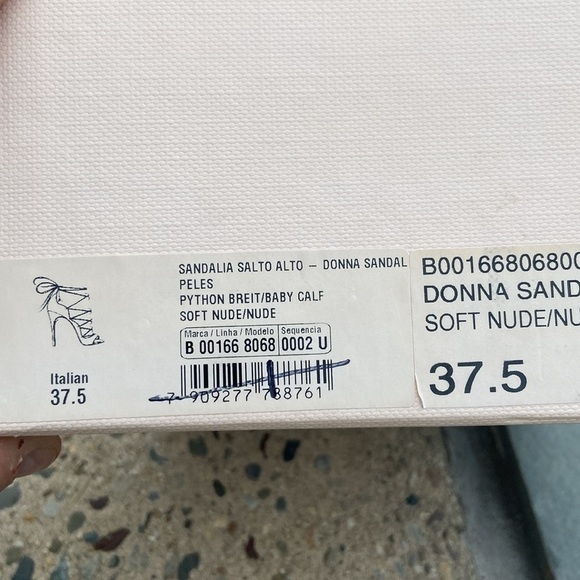 SANDALIA SALTO ALTO – DONNA SANDAL
PELES
PYTHON BREIT/BABY CALF
SOFT NUDE/NUDE
Marca / Linha / Modelo Sequencia
B 00166 8068 0002 U
7 909277 788761
Italian
37.5
B0016680680
DONNA SAND
SOFT NUDE/NU
37.5